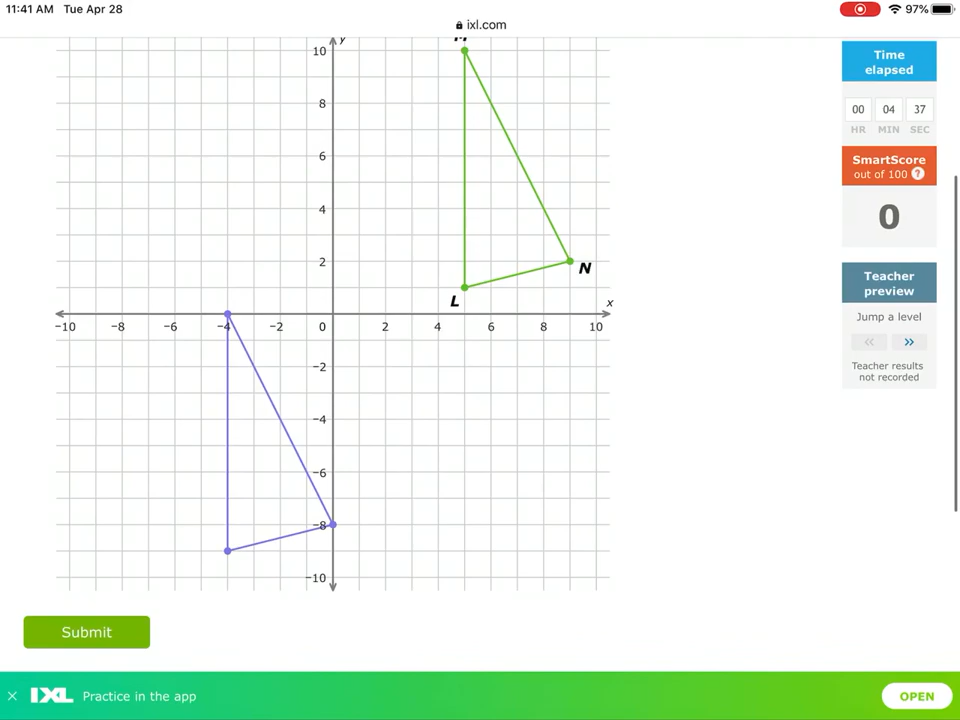 11:41 AM Tue Apr 28
97%
ixl.com
y
M
10
8
6
4
2
N
L
x
−10 −8 −6 −4 −2 0 2 4 6 8 10
−2
−4
−6
−8
−10
Time
elapsed
00 04 37
HR MIN SEC
SmartScore
out of 100 ?
0
Teacher
preview
Jump a level
Teacher results
not recorded
Submit
IXL Practice in the app
OPEN